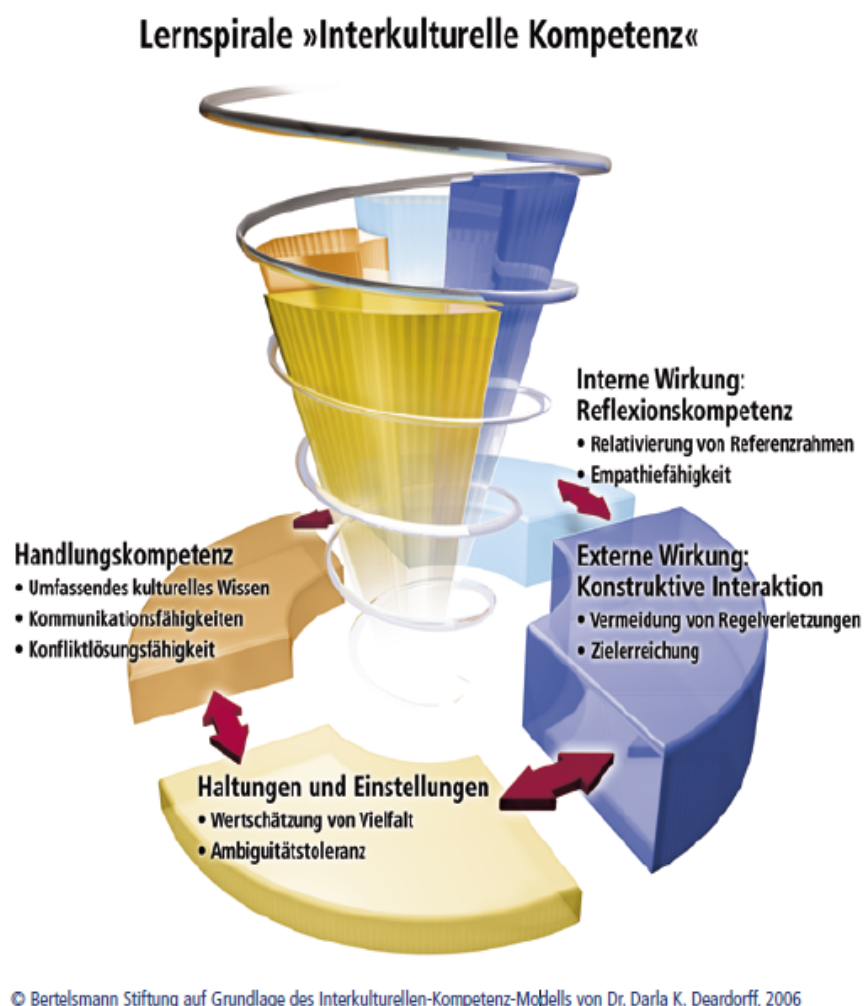 Lernspirale »Interkulturelle Kompetenz«
Interne Wirkung:
Reflexionskompetenz
• Relativierung von Referenzrahmen
• Empathiefähigkeit
Handlungskompetenz
• Umfassendes kulturelles Wissen
• Kommunikationsfähigkeiten
• Konfliktlösungsfähigkeit
Externe Wirkung:
Konstruktive Interaktion
• Vermeidung von Regelverletzungen
• Zielerreichung
Haltungen und Einstellungen
• Wertschätzung von Vielfalt
• Ambiguitätstoleranz
© Bertelsmann Stiftung auf Grundlage des Interkulturellen-Kompetenz-Modells von Dr. Darla K. Deardorff, 2006